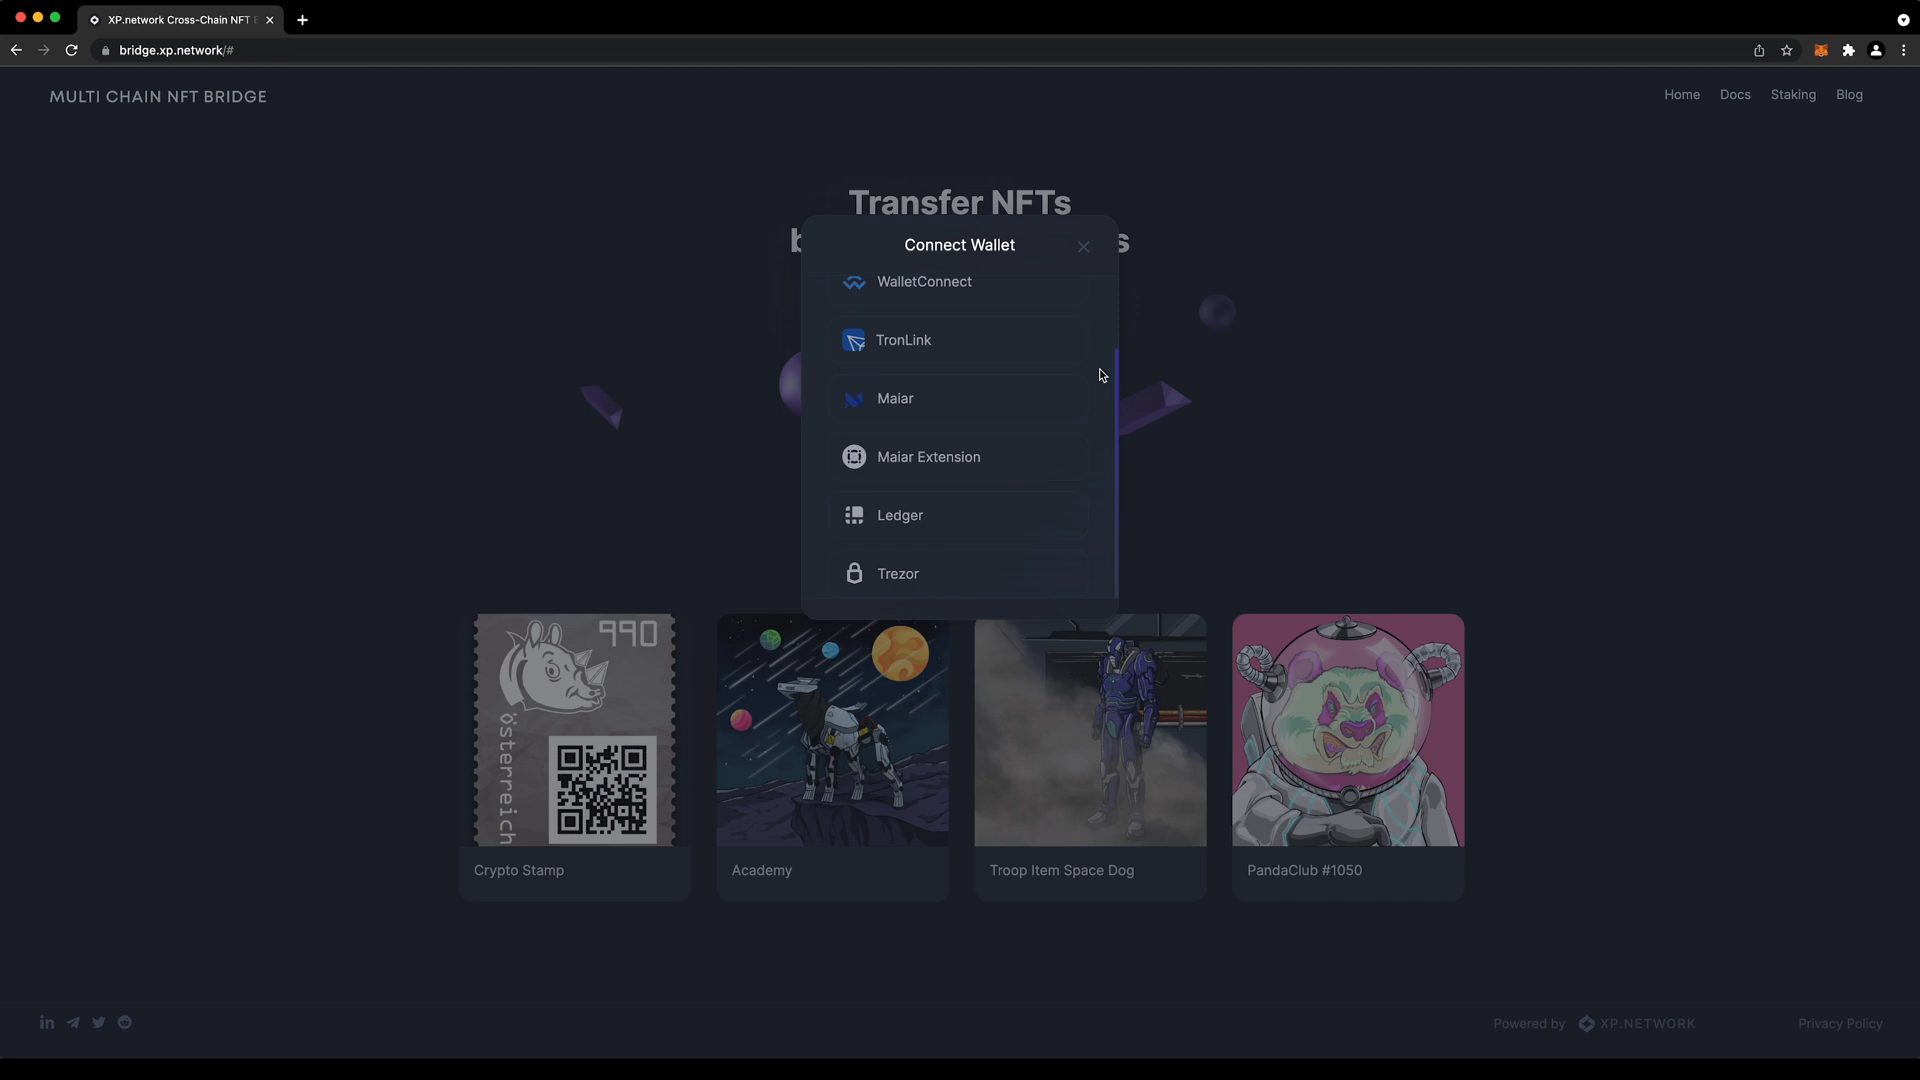 XP.network Cross-Chain NFT
bridge.xp.network/#
MULTI CHAIN NFT BRIDGE
Home
Docs
Staking
Blog
Transfer NFTs
Connect Wallet
WalletConnect
TronLink
Maiar
Maiar Extension
Ledger
Trezor
990
österreich
Crypto Stamp
Academy
Troop Item Space Dog
PandaClub #1050
Powered by
XP.NETWORK
Privacy Policy